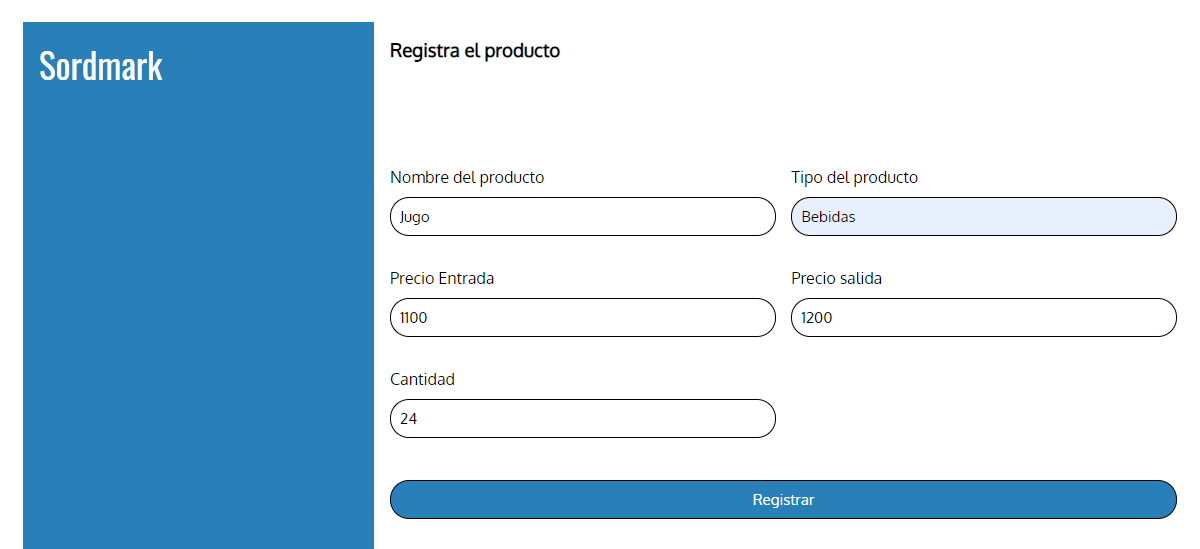 Sordmark
Registra el producto
Nombre del producto
Tipo del producto
Jugo
Bebidas
Precio Entrada
Precio salida
1100
1200
Cantidad
24
Registrar